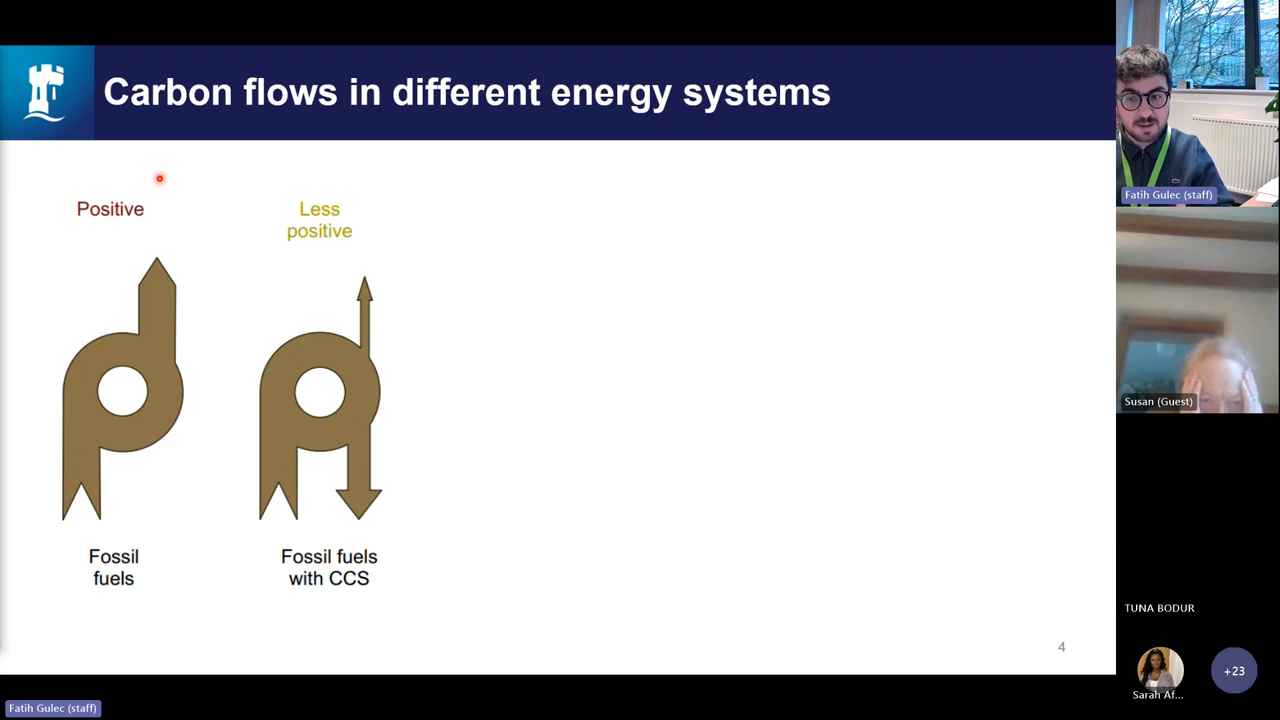 Carbon flows in different energy systems
Positive
Less
positive
Fossil
fuels
Fossil fuels
with CCS
4
Fatih Gulec (staff)
Susan (Guest)
TUNA BODUR
Sarah Af...
+23
Fatih Gulec (staff)